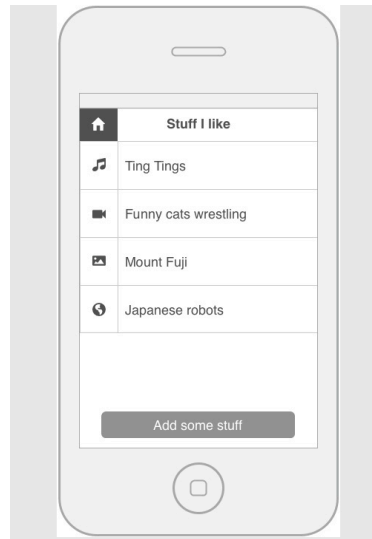 Stuff I like
Ting Tings
Funny cats wrestling
Mount Fuji
Japanese robots
Add some stuff